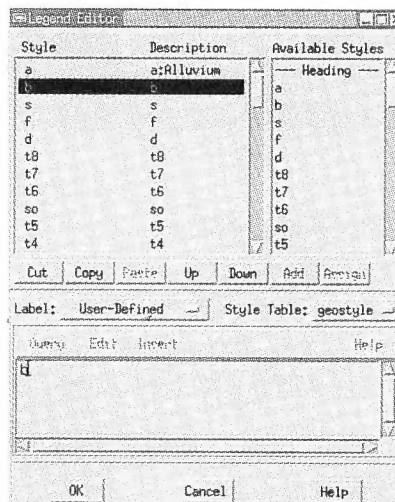 Legend Editor
Style Description Available Styles
a a:Alluvium --- Heading ---
b b a
s s b
f f s
d d f
t8 t8 d
t7 t7 t8
t6 t6 t7
so so t6
t5 t5 so
t4 t4 t5
Cut Copy Paste Up Down Add Assign
Label: User-Defined Style Table: geostyle
Query Edit Insert Help
b
OK Cancel Help